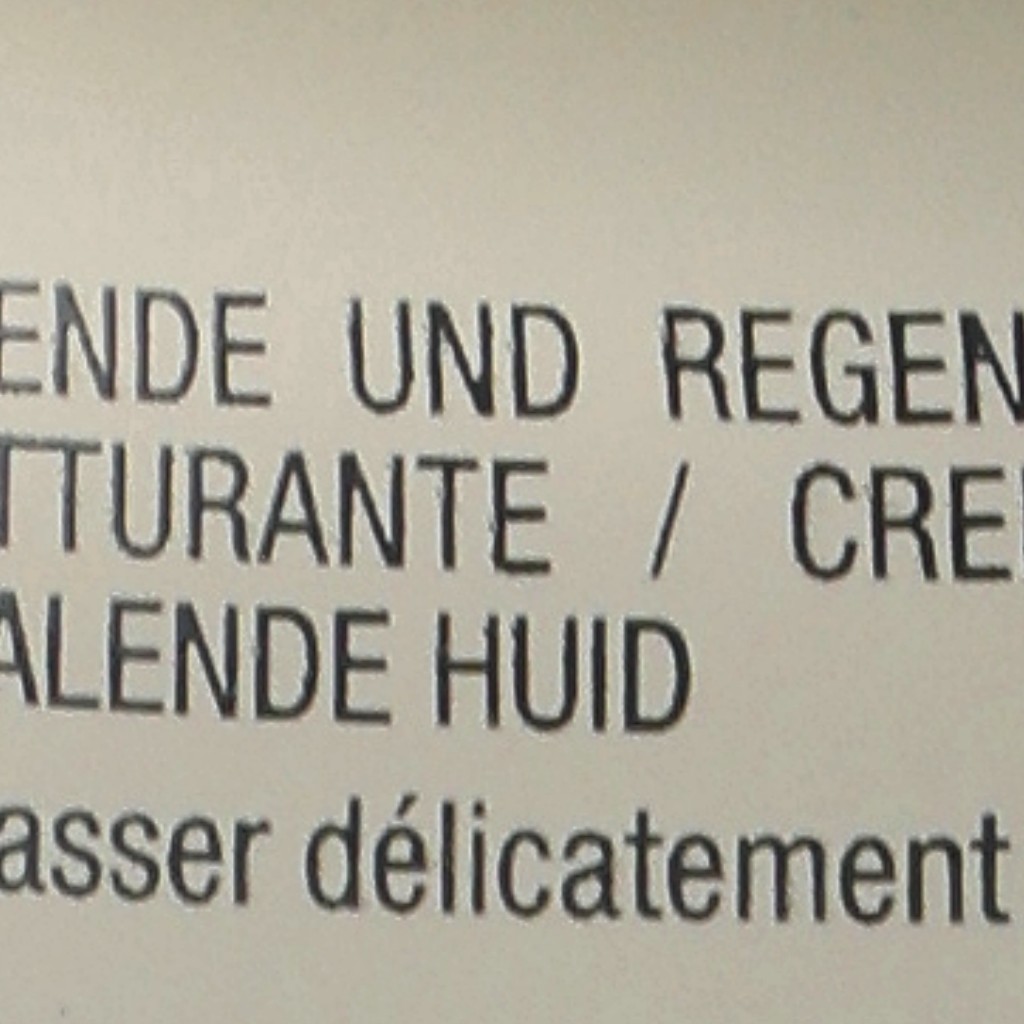 ENDE UND REGEN
TTURANTE / CRE
ALENDE HUID
asser délicatement